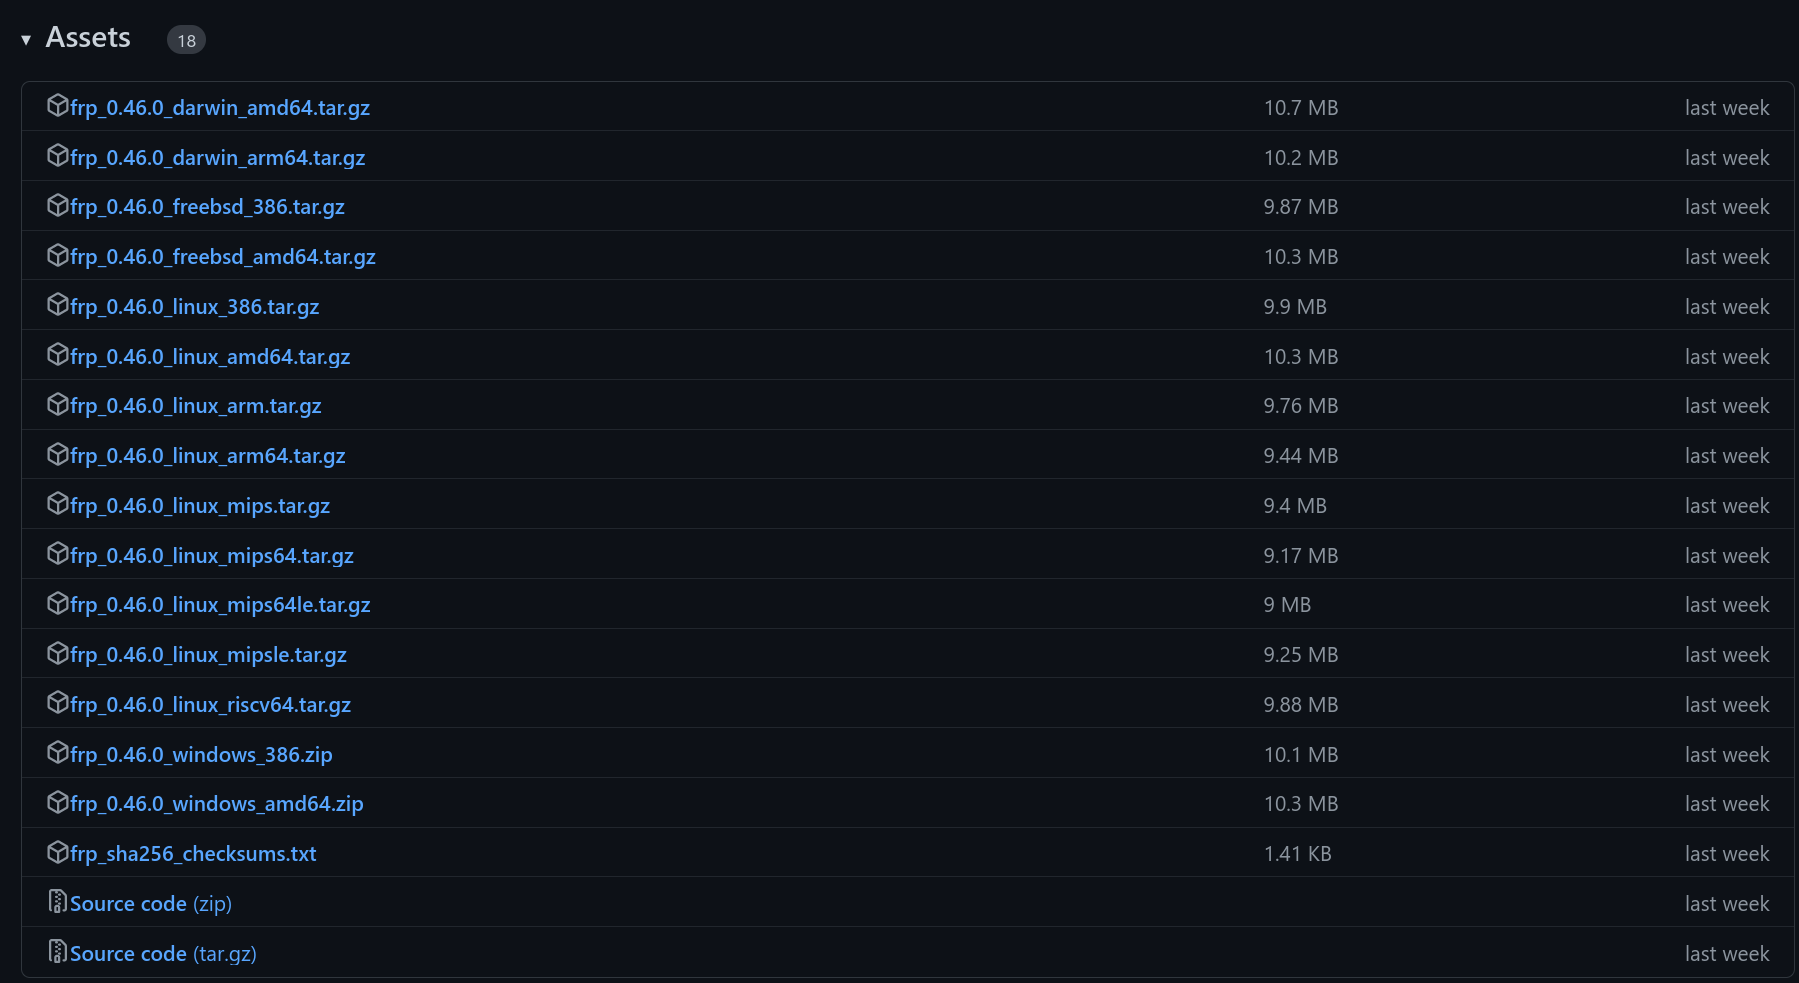 Assets 18
frp_0.46.0_darwin_amd64.tar.gz 10.7 MB last week
frp_0.46.0_darwin_arm64.tar.gz 10.2 MB last week
frp_0.46.0_freebsd_386.tar.gz 9.87 MB last week
frp_0.46.0_freebsd_amd64.tar.gz 10.3 MB last week
frp_0.46.0_linux_386.tar.gz 9.9 MB last week
frp_0.46.0_linux_amd64.tar.gz 10.3 MB last week
frp_0.46.0_linux_arm.tar.gz 9.76 MB last week
frp_0.46.0_linux_arm64.tar.gz 9.44 MB last week
frp_0.46.0_linux_mips.tar.gz 9.4 MB last week
frp_0.46.0_linux_mips64.tar.gz 9.17 MB last week
frp_0.46.0_linux_mips64le.tar.gz 9 MB last week
frp_0.46.0_linux_mipsle.tar.gz 9.25 MB last week
frp_0.46.0_linux_riscv64.tar.gz 9.88 MB last week
frp_0.46.0_windows_386.zip 10.1 MB last week
frp_0.46.0_windows_amd64.zip 10.3 MB last week
frp_sha256_checksums.txt 1.41 KB last week
Source code (zip) last week
Source code (tar.gz) last week